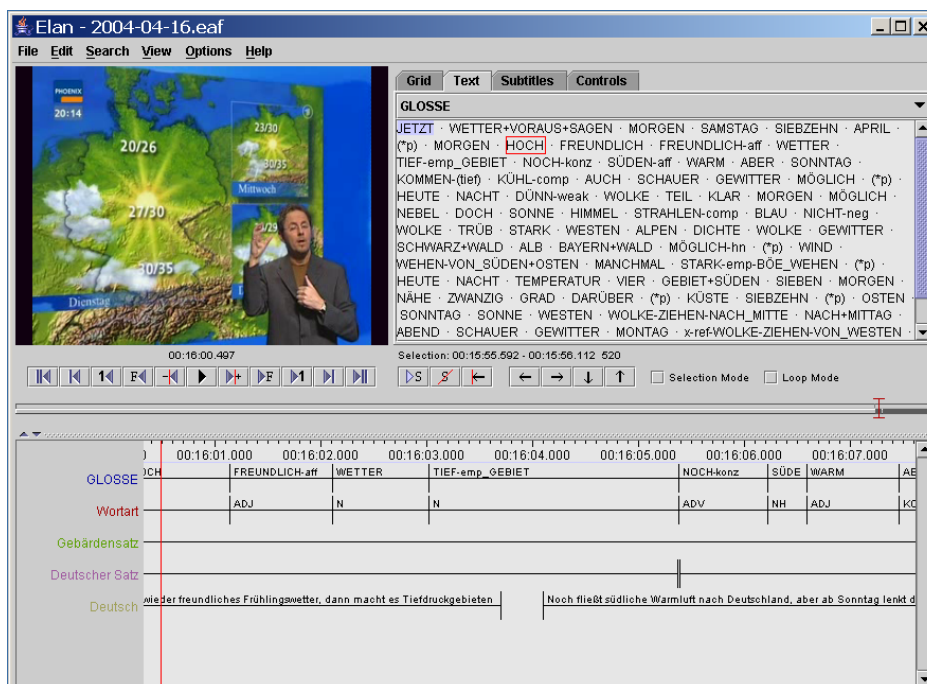 Elan - 2004-04-16.eaf
File Edit Search View Options Help
PHOENIX
20:14
20/26
27/30
30/35
Dienstag
23/30
30/35
Mittwoch
/29
Grid Text Subtitles Controls
GLOSSE
JETZT · WETTER+VORAUS+SAGEN · MORGEN · SAMSTAG · SIEBZEHN · APRIL ·
(*p) · MORGEN · HOCH · FREUNDLICH · FREUNDLICH-aff · WETTER ·
TIEF-emp_GEBIET · NOCH-konz · SÜDEN-aff · WARM · ABER · SONNTAG ·
KOMMEN-(tief) · KÜHL-comp · AUCH · SCHAUER · GEWITTER · MÖGLICH · (*p) ·
HEUTE · NACHT · DÜNN-weak · WOLKE · TEIL · KLAR · MORGEN · MÖGLICH ·
NEBEL · DOCH · SONNE · HIMMEL · STRAHLEN-comp · BLAU · NICHT-neg ·
WOLKE · TRÜB · STARK · WESTEN · ALPEN · DICHTE · WOLKE · GEWITTER ·
SCHWARZ+WALD · ALB · BAYERN+WALD · MÖGLICH-hn · (*p) · WIND ·
WEHEN-VON_SÜDEN+OSTEN · MANCHMAL · STARK-emp-BÖE_WEHEN · (*p) ·
HEUTE · NACHT · TEMPERATUR · VIER · GEBIET+SÜDEN · SIEBEN · MORGEN ·
NÄHE · ZWANZIG · GRAD · DARÜBER · (*p) · KÜSTE · SIEBZEHN · (*p) · OSTEN
· SONNTAG · SONNE · WESTEN · WOLKE-ZIEHEN-NACH_MITTE · NACH+MITTAG ·
ABEND · SCHAUER · GEWITTER · MONTAG · x-ref-WOLKE-ZIEHEN-VON_WESTEN ·
00:16:00.497
Selection: 00:15:55.592 - 00:15:56.112 520
1 F - + F 1 S S Selection Mode Loop Mode
00:16:01.000 00:16:02.000 00:16:03.000 00:16:04.000 00:16:05.000 00:16:06.000 00:16:07.000
GLOSSE OCH FREUNDLICH-aff WETTER TIEF-emp_GEBIET NOCH-konz SÜDE WARM AE
Wortart ADJ N N ADV NH ADJ KO
Gebärdensatz
Deutscher Satz
Deutsch wieder freundliches Frühlingswetter, dann macht es Tiefdruckgebieten Noch fließt südliche Warmluft nach Deutschland, aber ab Sonntag lenkt d